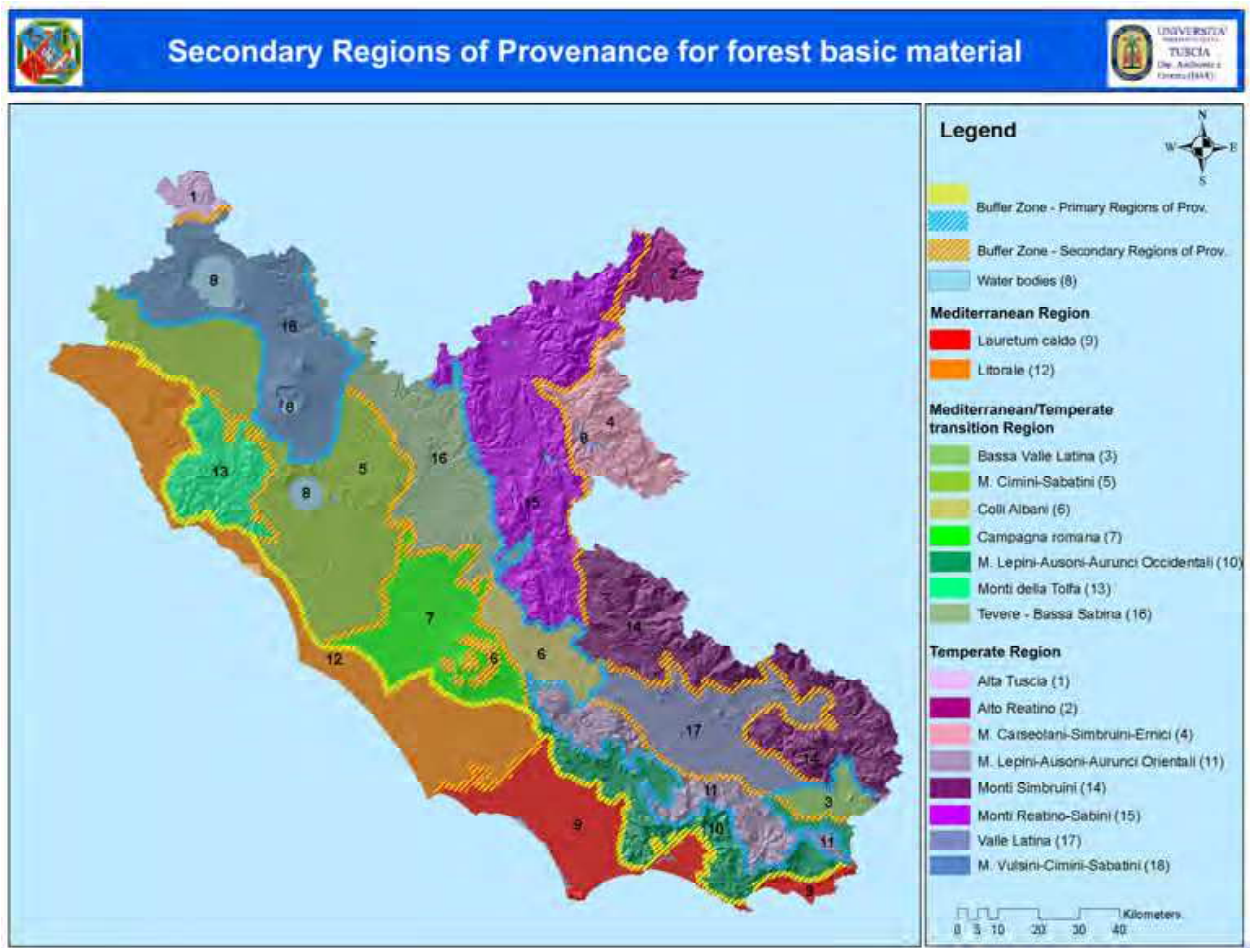 Secondary Regions of Provenance for forest basic material
UNIVERSITA'
TUSCIA
Legend
N
W
E
S
Buffer Zone - Primary Regions of Prov.
Buffer Zone - Secondary Regions of Prov.
Water bodies (8)
Mediterranean Region
Lauretum caldo (9)
Litorale (12)
Mediterranean/Temperate
transition Region
Bassa Valle Latina (3)
M. Cimini-Sabatini (5)
Colli Albani (6)
Campagna romana (7)
M. Lepini-Ausoni-Aurunci Occidentali (10)
Monti della Tolfa (13)
Tevere - Bassa Sabina (16)
Temperate Region
Alta Tuscia (1)
Alto Reatino (2)
M. Carseolani-Simbruini-Ernici (4)
M. Lepini-Ausoni-Aurunci Orientali (11)
Monti Simbruini (14)
Monti Reatino-Sabini (15)
Valle Latina (17)
M. Vulsini-Cimini-Sabatini (18)
Kilometers
0 5 10 20 30 40
1
2
8
18
8
4
8
13
5
16
8
15
7
14
12
6
6
17
14
11
3
9
10
11
9